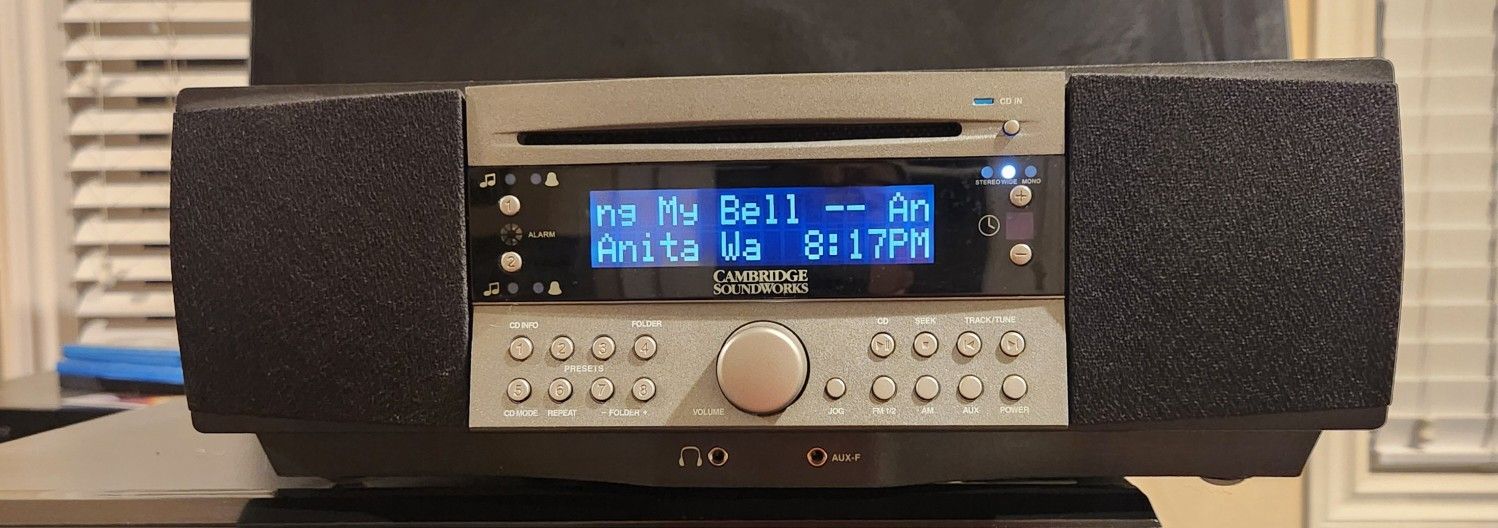 CD IN
STEREO WIDE MONO
1
ng My Bell -- An
ALARM
Anita Wa 8:17PM
2
CAMBRIDGE
SOUNDWORKS
CD INFO FOLDER CD SEEK TRACK/TUNE
1 2 3 4
PRESETS
5 6 7 8
CD MODE REPEAT - FOLDER + VOLUME JOG FM 1/2 AM AUX POWER
AUX-F